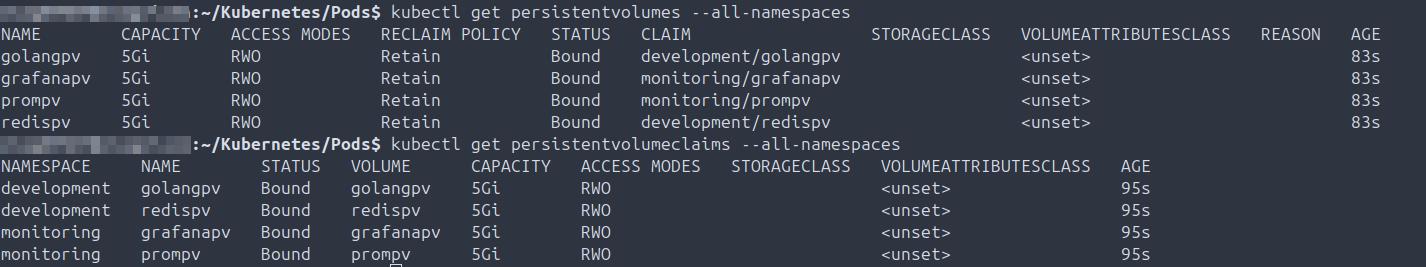 :~/Kubernetes/Pods$ kubectl get persistentvolumes --all-namespaces
NAME CAPACITY ACCESS MODES RECLAIM POLICY STATUS CLAIM STORAGECLASS VOLUMEATTRIBUTESCLASS REASON AGE
golangpv 5Gi RWO Retain Bound development/golangpv <unset> 83s
grafanapv 5Gi RWO Retain Bound monitoring/grafanapv <unset> 83s
prompv 5Gi RWO Retain Bound monitoring/prompv <unset> 83s
redispv 5Gi RWO Retain Bound development/redispv <unset> 83s
:~/Kubernetes/Pods$ kubectl get persistentvolumeclaims --all-namespaces
NAMESPACE NAME STATUS VOLUME CAPACITY ACCESS MODES STORAGECLASS VOLUMEATTRIBUTESCLASS AGE
development golangpv Bound golangpv 5Gi RWO <unset> 95s
development redispv Bound redispv 5Gi RWO <unset> 95s
monitoring grafanapv Bound grafanapv 5Gi RWO <unset> 95s
monitoring prompv Bound prompv 5Gi RWO <unset> 95s